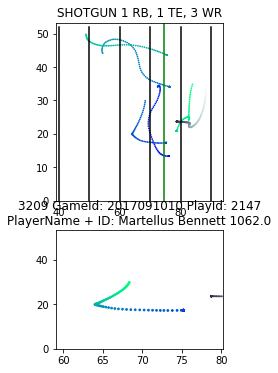 SHOTGUN 1 RB, 1 TE, 3 WR
50
40
30
20
10
0
40 60 80
3209 GameId: 2017091011 PlayId: 2147
PlayerName + ID: Martellus Bennett 1062.0
40
20
0
60 65 70 75 80